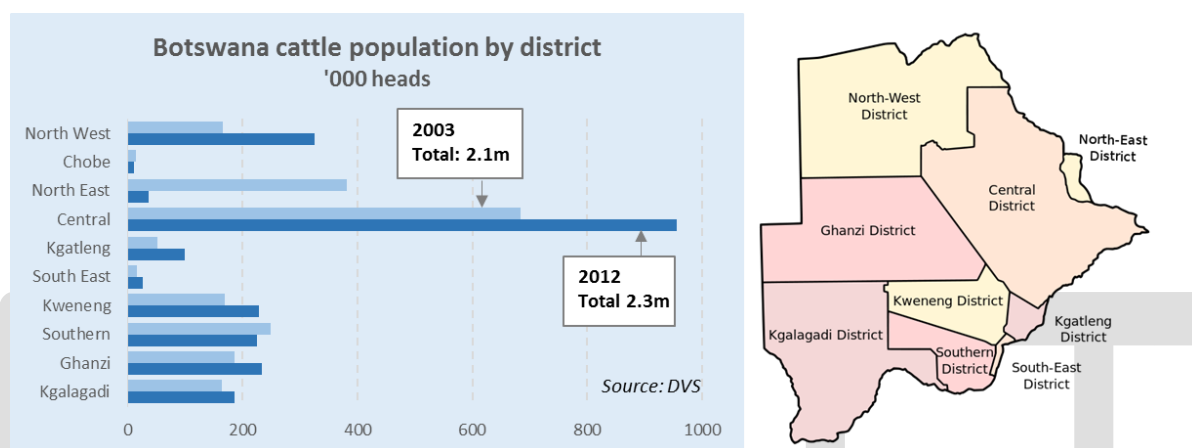 Botswana cattle population by district
'000 heads
2003
Total: 2.1m
North West
Chobe
North East
Central
Kgatleng
South East
Kweneng
Southern
Ghanzi
Kgalagadi
2012
Total 2.3m
Source: DVS
0
200
400
600
800
1000
North-West
District
North-East
District
Central
District
Ghanzi District
Kweneng District
Kgalagadi District
Kgatleng
District
Southern
District
South-East
District